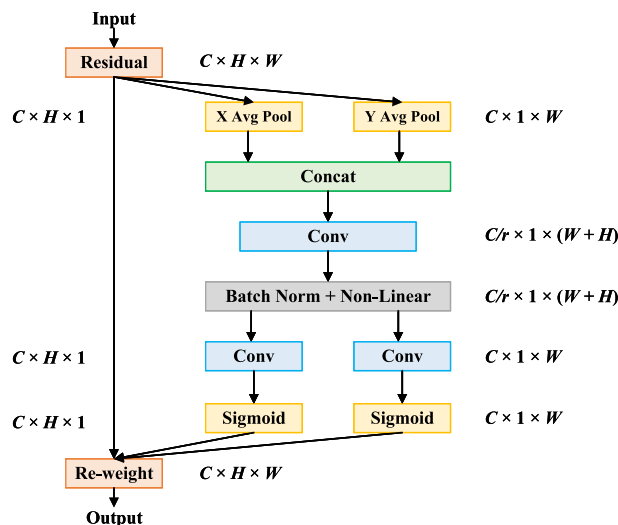 Input
Residual
C × H × W
C × H × 1
X Avg Pool
Y Avg Pool
C × 1 × W
Concat
Conv
C/r × 1 × (W + H)
Batch Norm + Non-Linear
C/r × 1 × (W + H)
C × H × 1
Conv
Conv
C × 1 × W
C × H × 1
Sigmoid
Sigmoid
C × 1 × W
Re-weight
C × H × W
Output